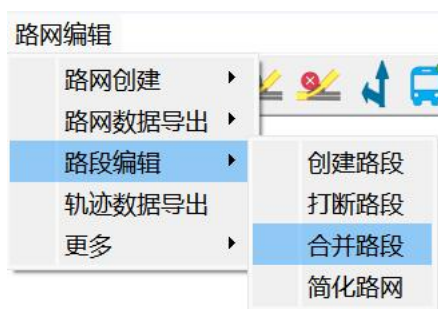 路网编辑
路网创建
路网数据导出
路段编辑
轨迹数据导出
更多
创建路段
打断路段
合并路段
简化路网